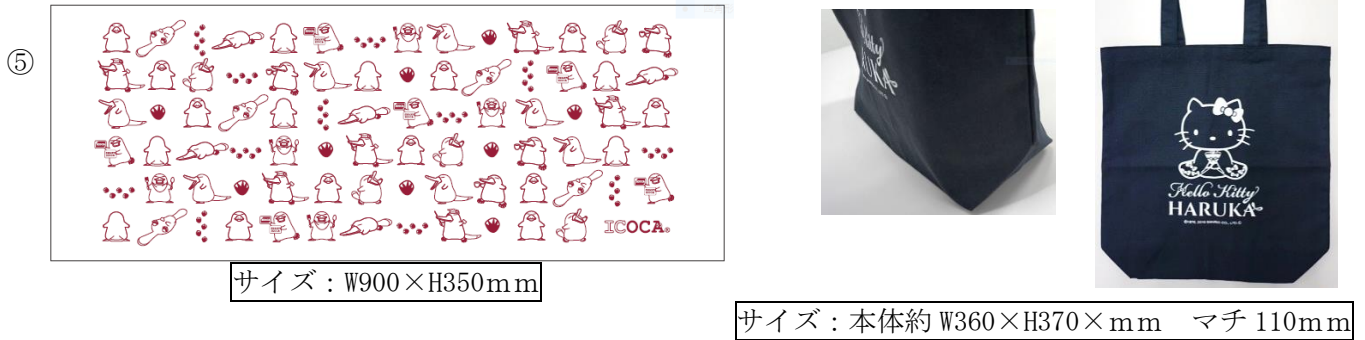 ⑤
ICOCA®
サイズ：W900×H350ｍｍ
Kitty
Hello Kitty
HARUKA
サイズ：本体約 W360×H370×ｍｍ　マチ 110ｍｍ